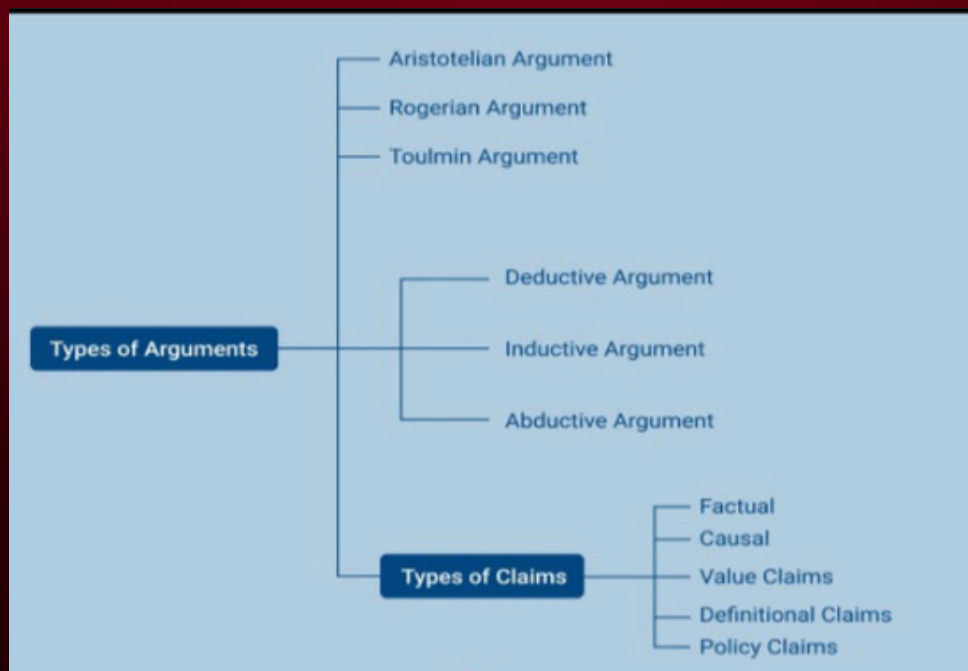 Aristotelian Argument
Rogerian Argument
Toulmin Argument
Deductive Argument
Types of Arguments
Inductive Argument
Abductive Argument
Factual
Causal
Types of Claims
Value Claims
Definitional Claims
Policy Claims